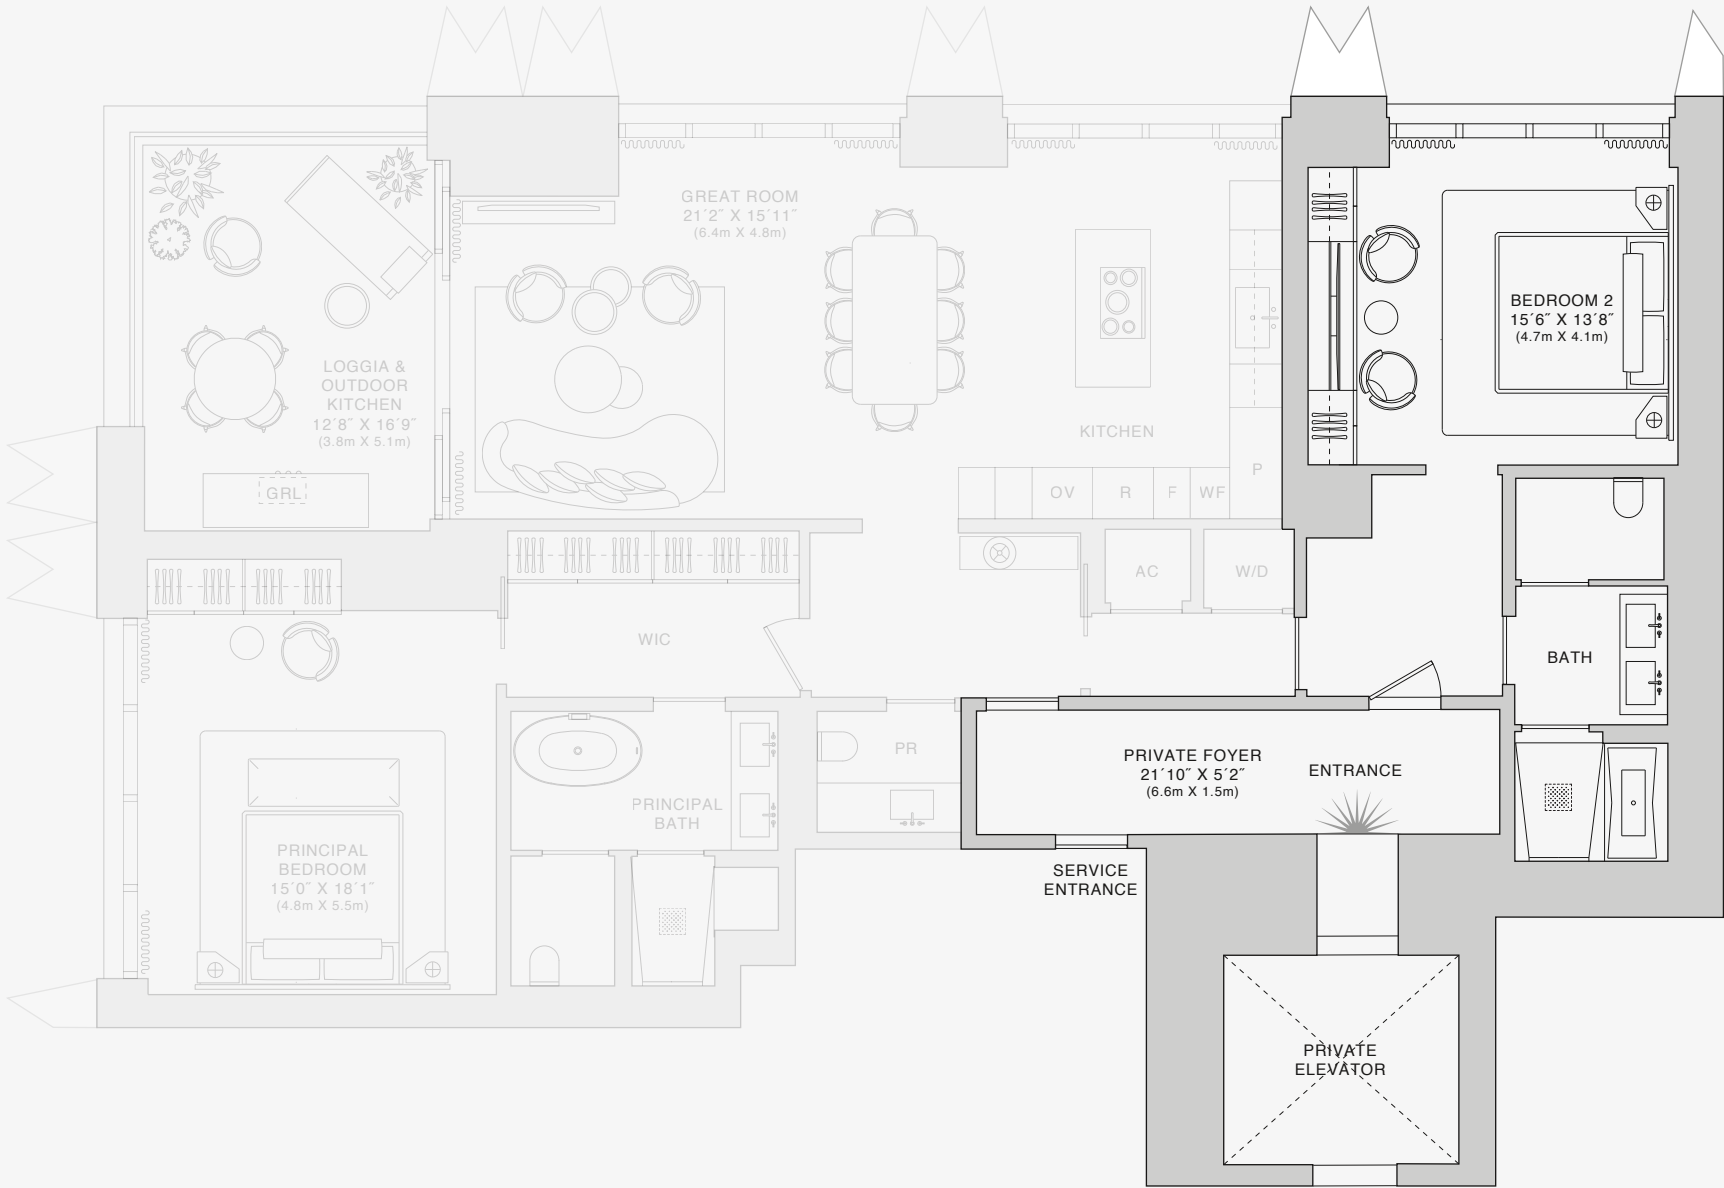 GREAT ROOM
21´2˝ X 15´11˝
(6.4m X 4.8m)
LOGGIA &
OUTDOOR
KITCHEN
12´8˝ X 16´9˝
(3.8m X 5.1m)
GRL
KITCHEN
OV
R
F
WF
P
BEDROOM 2
15´6˝ X 13´8˝
(4.7m X 4.1m)
AC
W/D
WIC
BATH
PR
PRIVATE FOYER
21´10˝ X 5´2˝
(6.6m X 1.5m)
ENTRANCE
PRINCIPAL
BATH
PRINCIPAL
BEDROOM
15´0˝ X 18´1˝
(4.8m X 5.5m)
SERVICE
ENTRANCE
PRIVATE
ELEVATOR